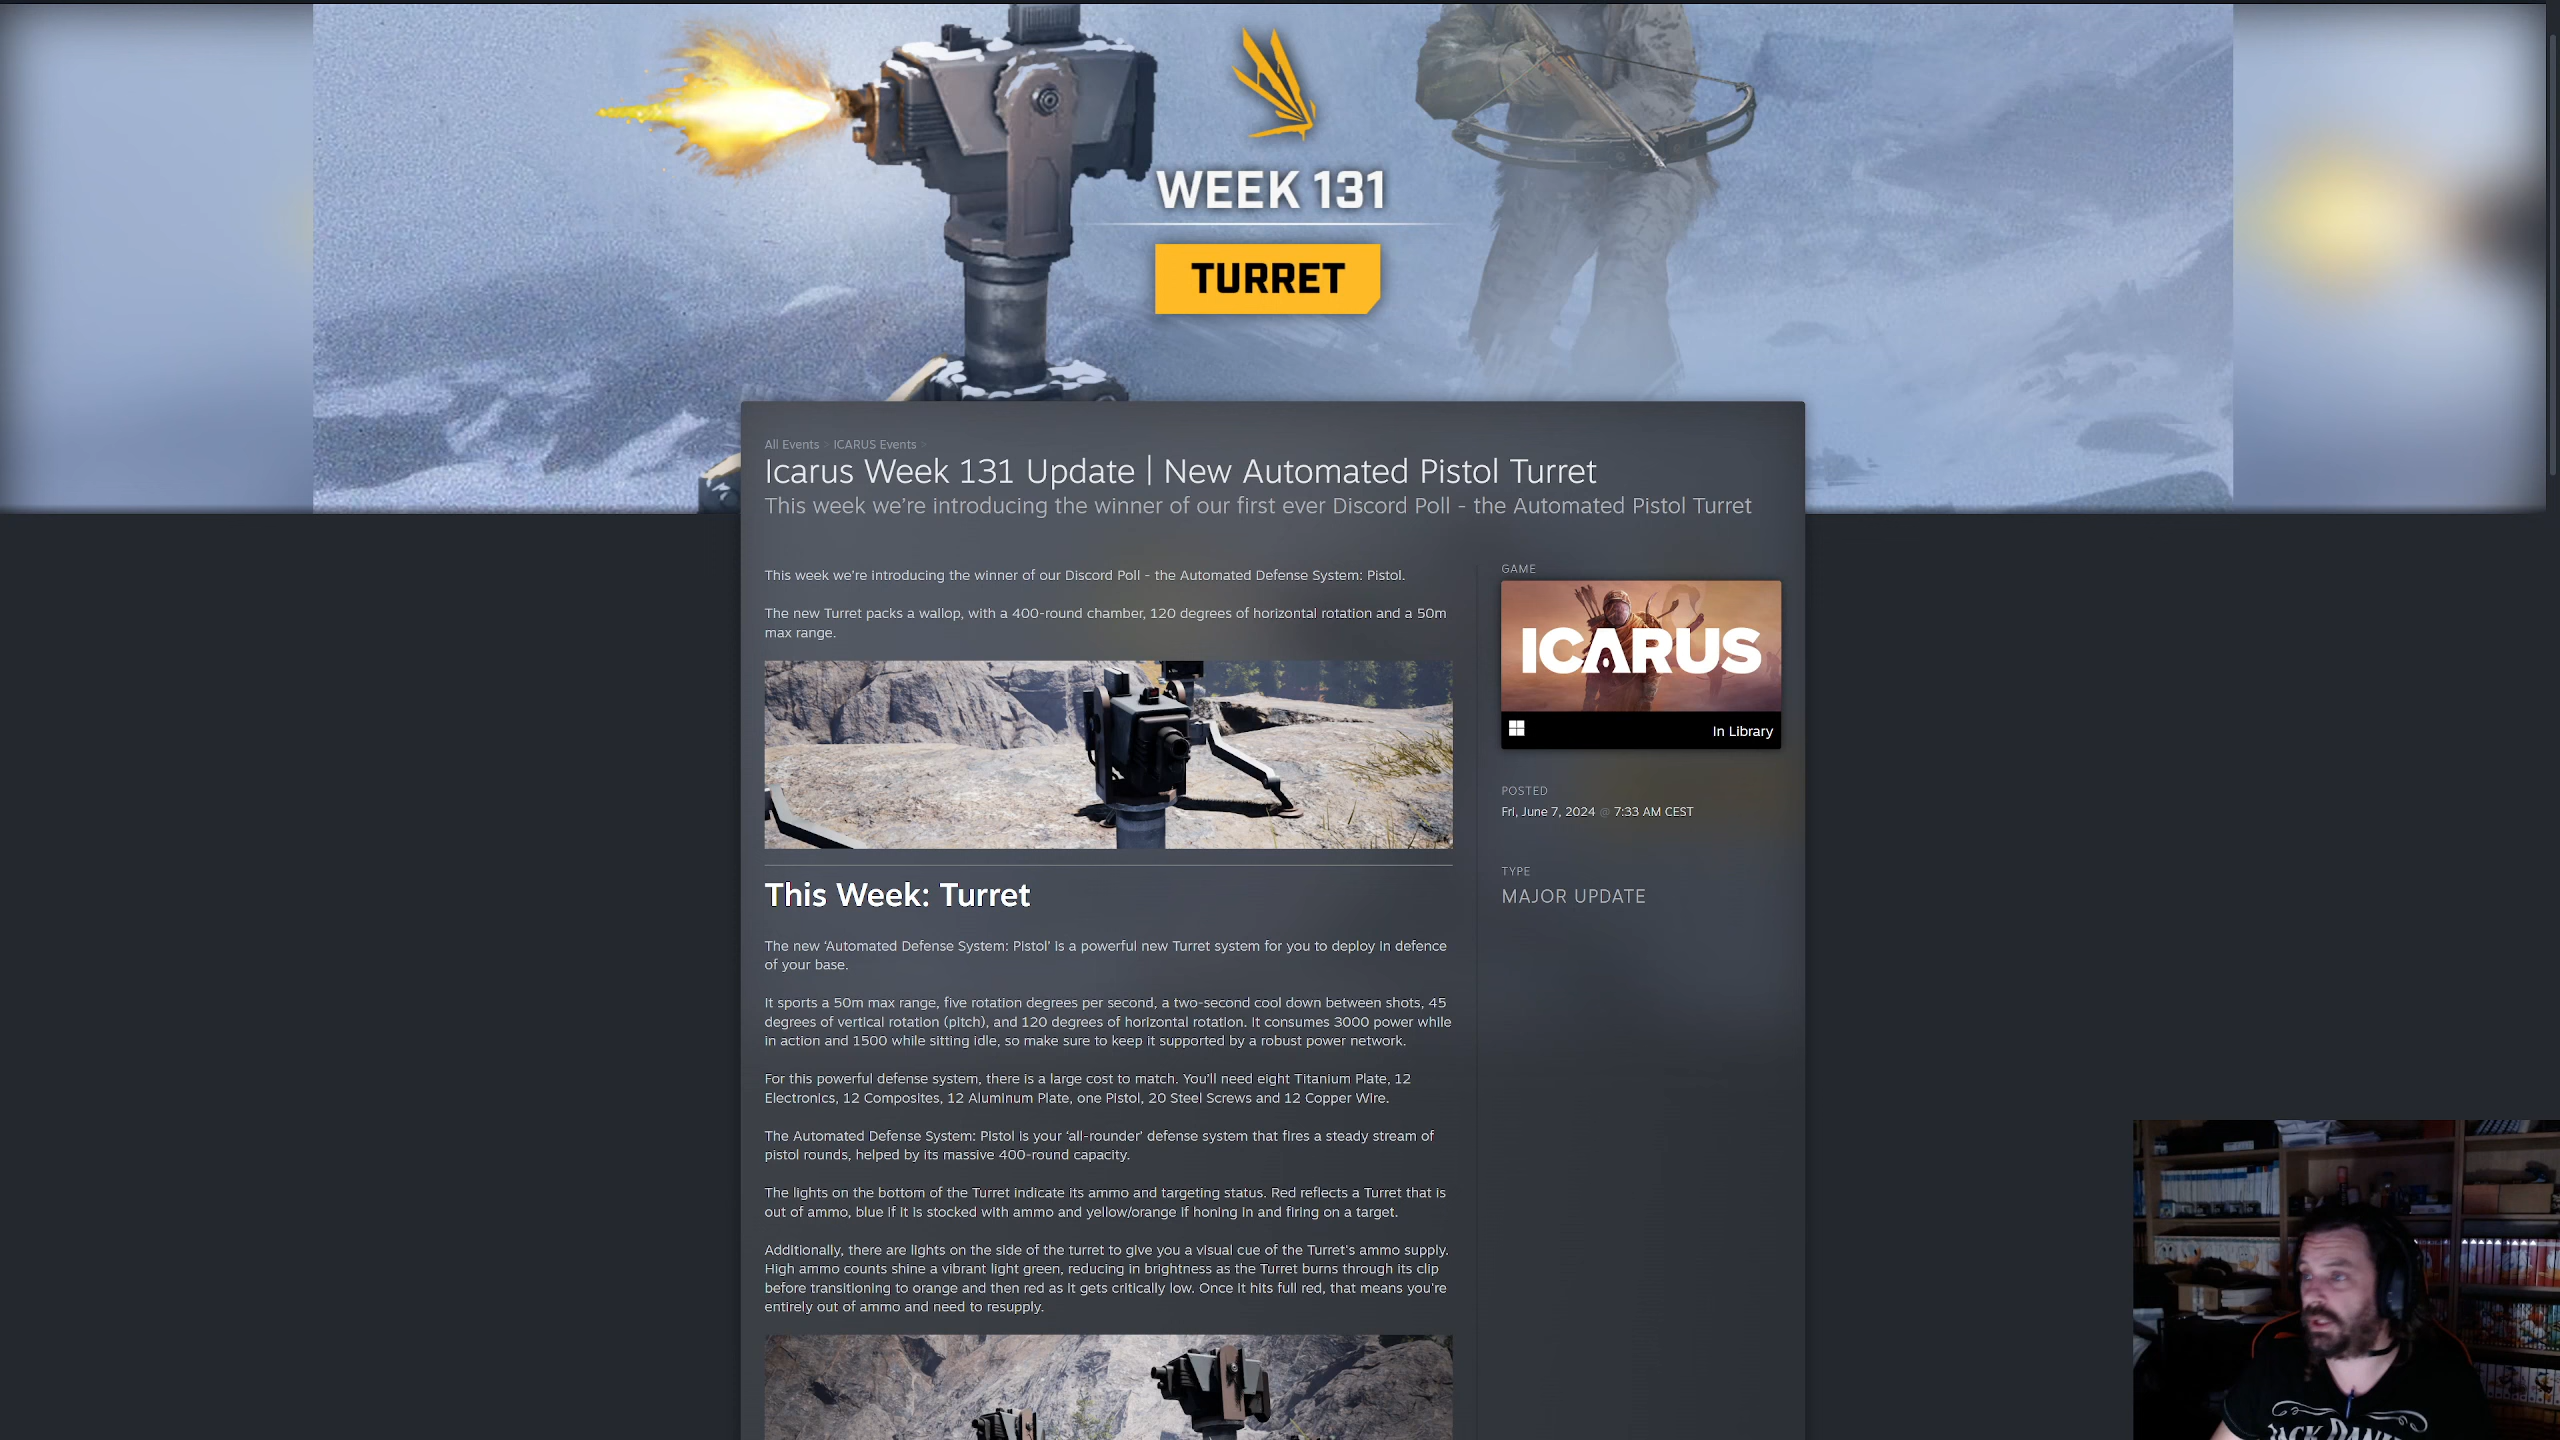 WEEK 131
TURRET
All Events > ICARUS Events >
Icarus Week 131 Update | New Automated Pistol Turret
This week we're introducing the winner of our first ever Discord Poll - the Automated Pistol Turret
This week we're introducing the winner of our Discord Poll - the Automated Defense System: Pistol.
The new Turret packs a wallop, with a 400-round chamber, 120 degrees of horizontal rotation and a 50m
max range.
This Week: Turret
The new 'Automated Defense System: Pistol' is a powerful new Turret system for you to deploy in defence
of your base.
It sports a 50m max range, five rotation degrees per second, a two-second cool down between shots, 45
degrees of vertical rotation (pitch), and 120 degrees of horizontal rotation. It consumes 3000 power while
in action and 1500 while sitting idle, so make sure to keep it supported by a robust power network.
For this powerful defense system, there is a large cost to match. You'll need eight Titanium Plate, 12
Electronics, 12 Composites, 12 Aluminum Plate, one Pistol, 20 Steel Screws and 12 Copper Wire.
The Automated Defense System: Pistol is your 'all-rounder' defense system that fires a steady stream of
pistol rounds, helped by its massive 400-round capacity.
The lights on the bottom of the Turret indicate its ammo and targeting status. Red reflects a Turret that is
out of ammo, blue if it is stocked with ammo and yellow/orange if honing in and firing on a target.
Additionally, there are lights on the side of the turret to give you a visual cue of the Turret's ammo supply.
High ammo counts shine a vibrant light green, reducing in brightness as the Turret burns through its clip
before transitioning to orange and then red as it gets critically low. Once it hits full red, that means you're
entirely out of ammo and need to resupply.
GAME
ICARUS
In Library
POSTED
Fri, June 7, 2024 @ 7:33 AM CEST
TYPE
MAJOR UPDATE